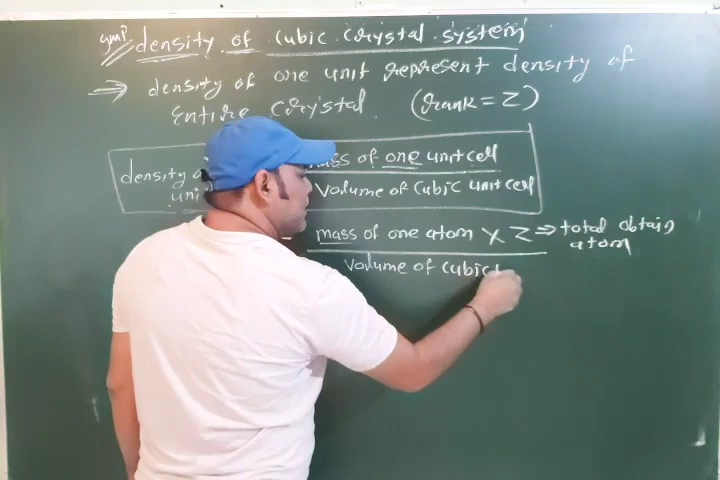 Imp? density of cubic crystal system
⇒ density of one unit represent density of
Entire crystal. (Rank = Z)
density
unit
mass of one unit cell
Volume of cubic unit cell
mass of one atom X Z ⇒ total obtain
atom
Volume of cubic